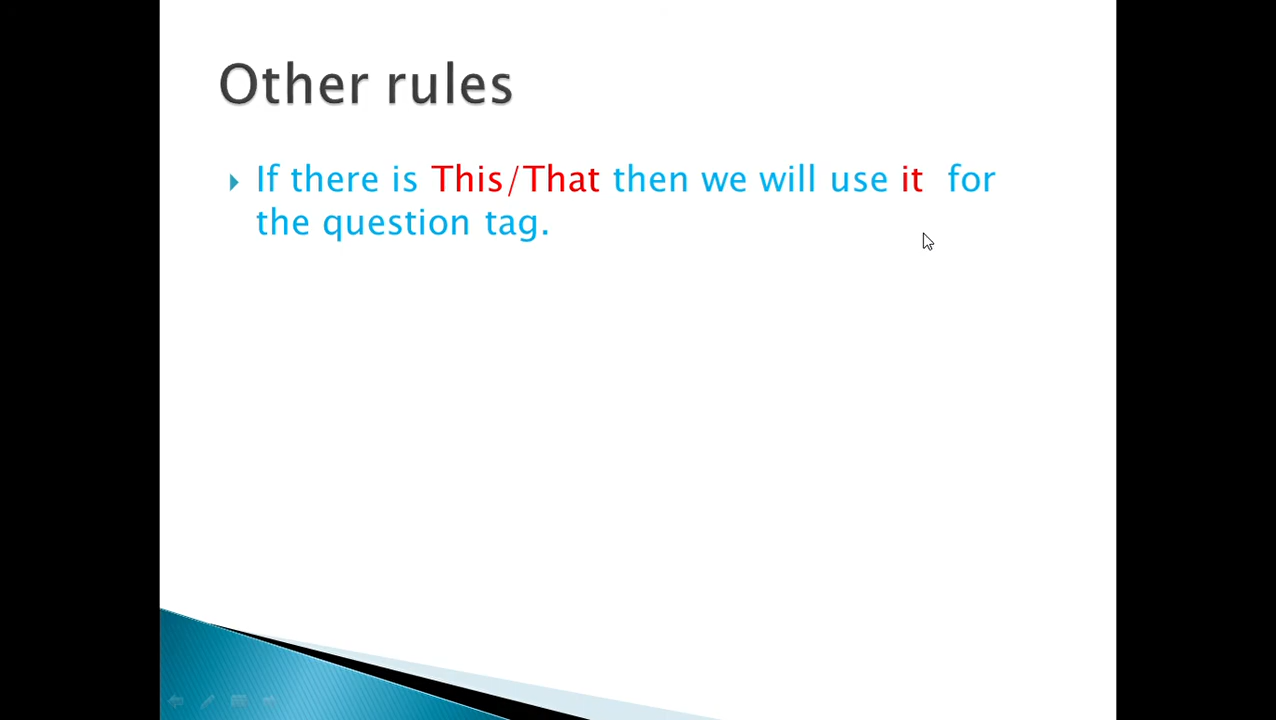 Other rules
If there is This/That then we will use it for
the question tag.